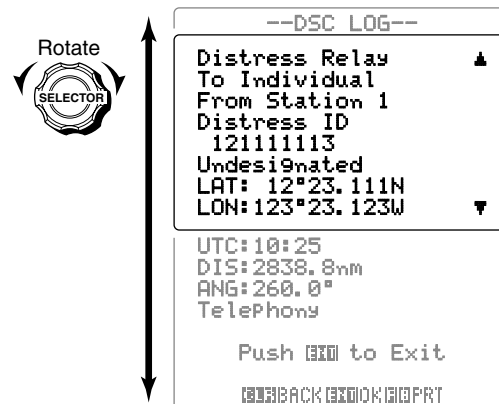 Rotate
SELECTOR
--DSC LOG--
Distress Relay ▲
To Individual
From Station 1
Distress ID
121111113
Undesignated
LAT: 12°23.111N
LON:123°23.123W ▼
UTC:10:25
DIS:2838.8nm
ANG:260.0°
Telephony
Push EXIT to Exit
CLR BACK EXIT OK F10 PRT